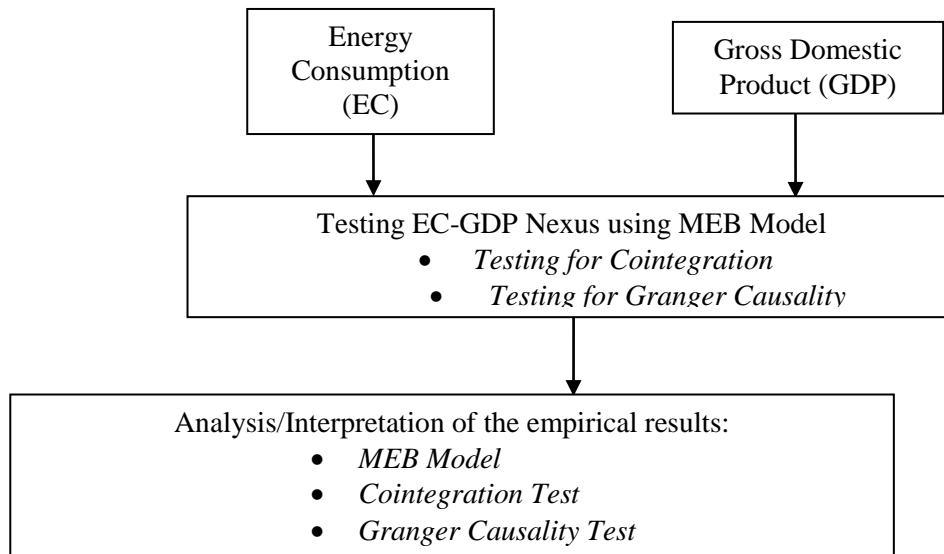 Energy
Consumption
(EC)
Gross Domestic
Product (GDP)
Testing EC-GDP Nexus using MEB Model
• Testing for Cointegration
• Testing for Granger Causality
Analysis/Interpretation of the empirical results:
• MEB Model
• Cointegration Test
• Granger Causality Test